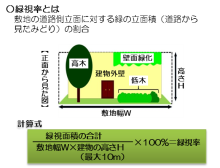 〇緑視率とは
敷地の道路側立面に対する緑の立面積（道路から
見たみどり）の割合
【正面から見た図】
高木
壁面緑化
建物外壁
低木
高さH
敷地幅W
計算式
緑視面積の合計
敷地幅W×建物の高さH
（最大10m）
×100％＝緑視率